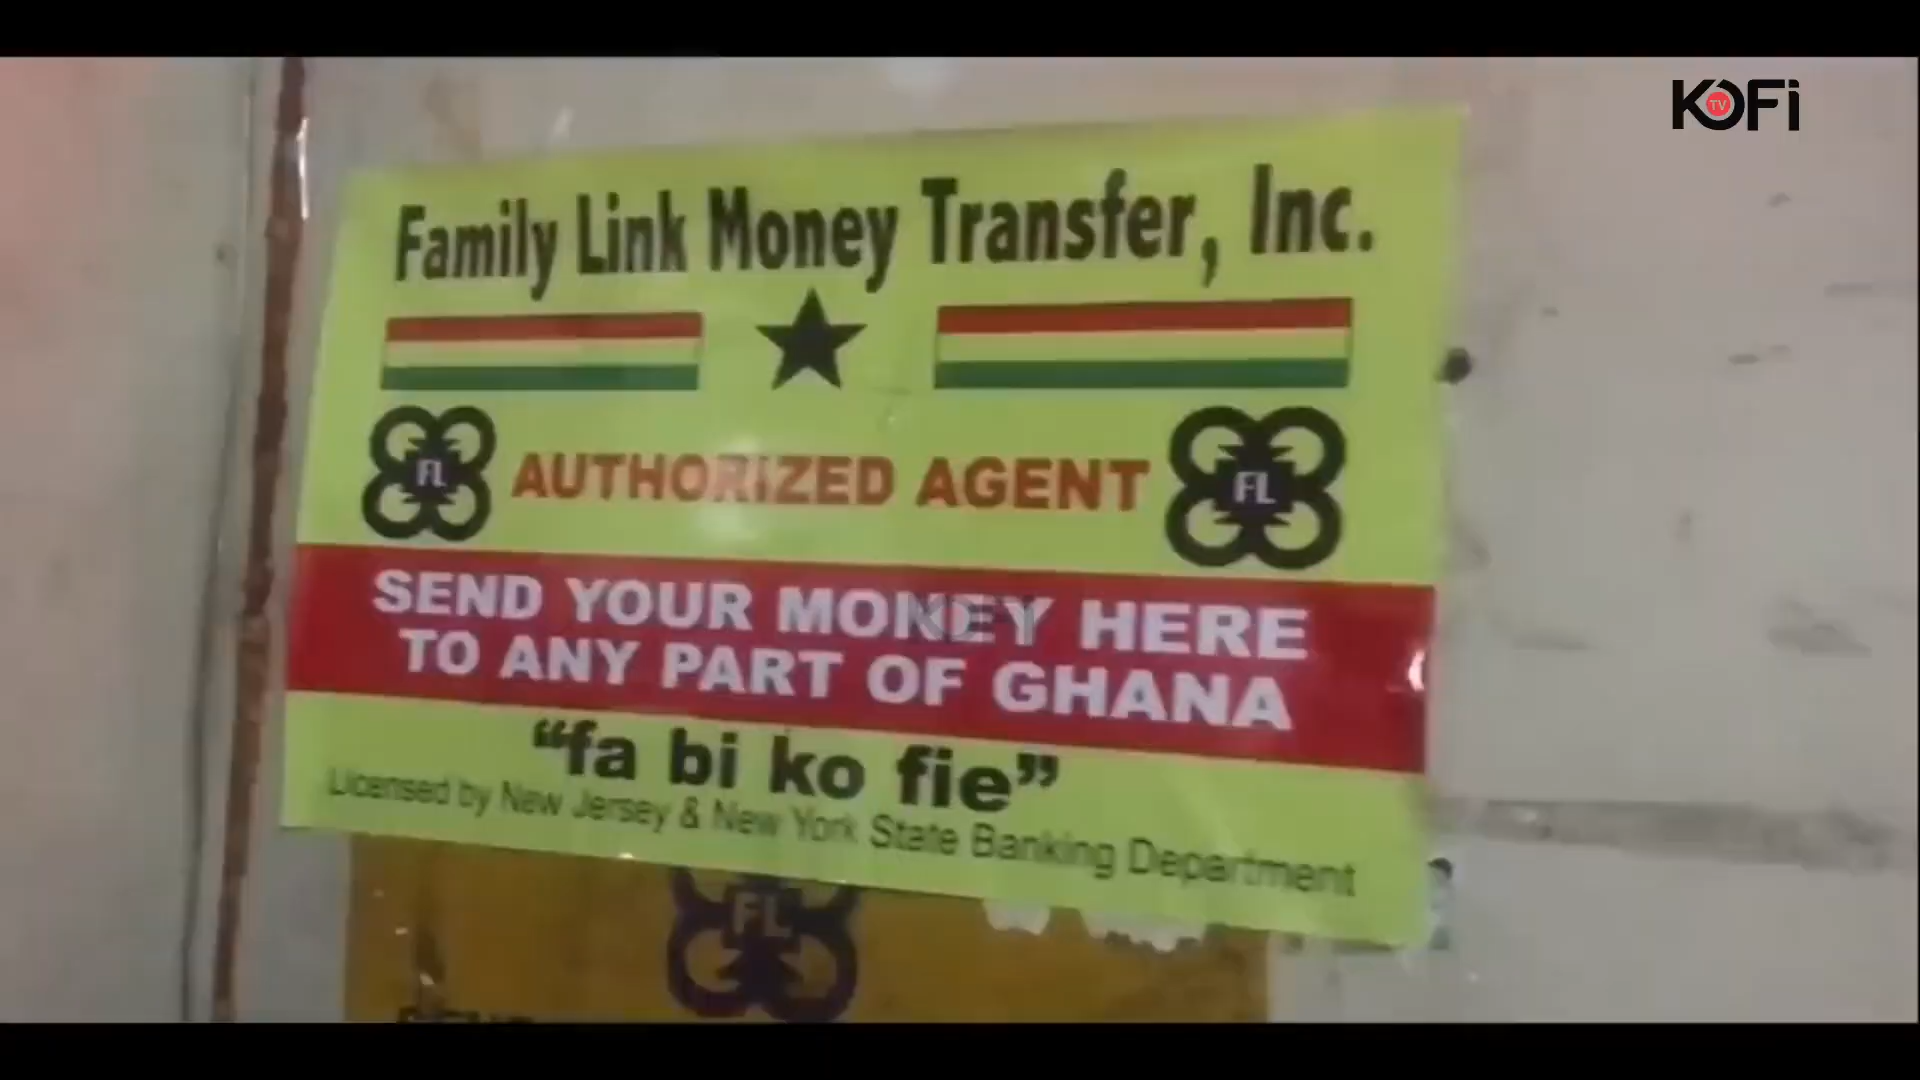 KOFi
TV
Family Link Money Transfer, Inc.
FL
AUTHORIZED AGENT
FL
SEND YOUR MONEY HERE
TO ANY PART OF GHANA
“fa bi ko fie”
Licensed by New Jersey & New York State Banking Department
FL